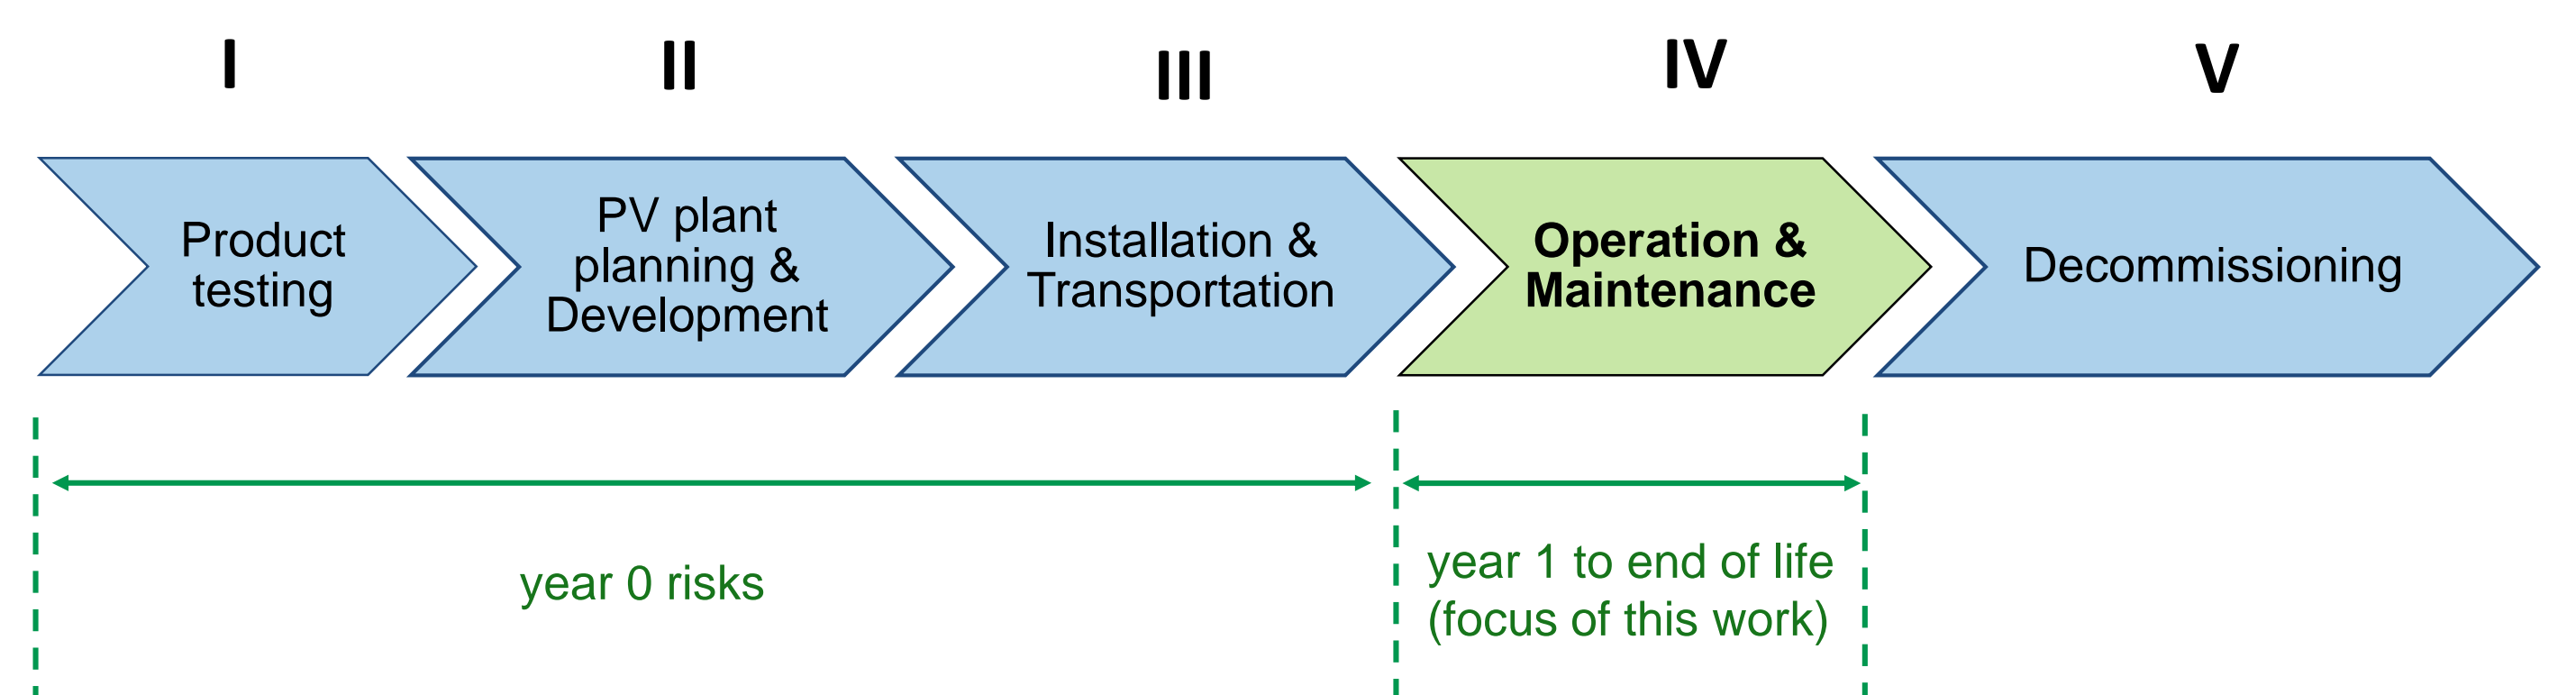 I
II
III
IV
V
Product
testing
PV plant
planning &
Development
Installation &
Transportation
Operation &
Maintenance
Decommissioning
year 0 risks
year 1 to end of life
(focus of this work)